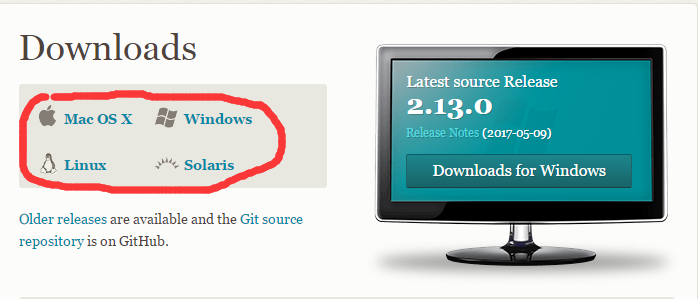 Downloads
Mac OS X
Windows
Linux
Solaris
Older releases are available and the Git source
repository is on GitHub.
Latest source Release
2.13.0
Release Notes (2017-05-09)
Downloads for Windows